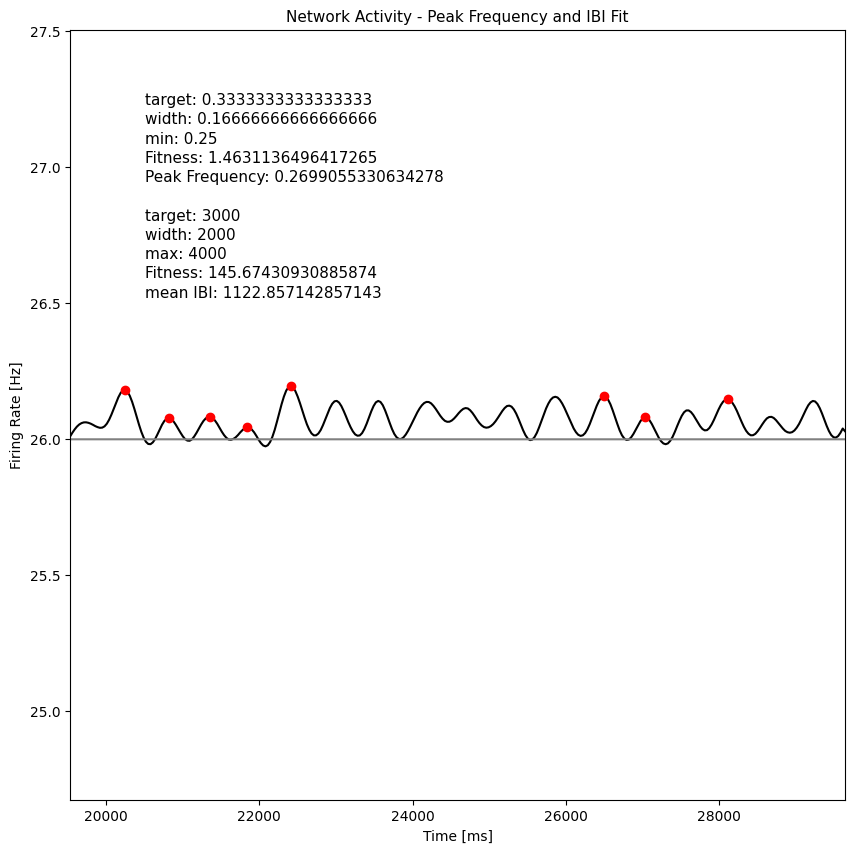 Network Activity - Peak Frequency and IBI Fit
27.5
27.0
26.5
26.0
25.5
25.0
Firing Rate [Hz]
target: 0.3333333333333333
width: 0.16666666666666666
min: 0.25
Fitness: 1.4631136496417265
Peak Frequency: 0.2699055330634278
target: 3000
width: 2000
max: 4000
Fitness: 145.67430930885874
mean IBI: 1122.857142857143
20000 22000 24000 26000 28000
Time [ms]